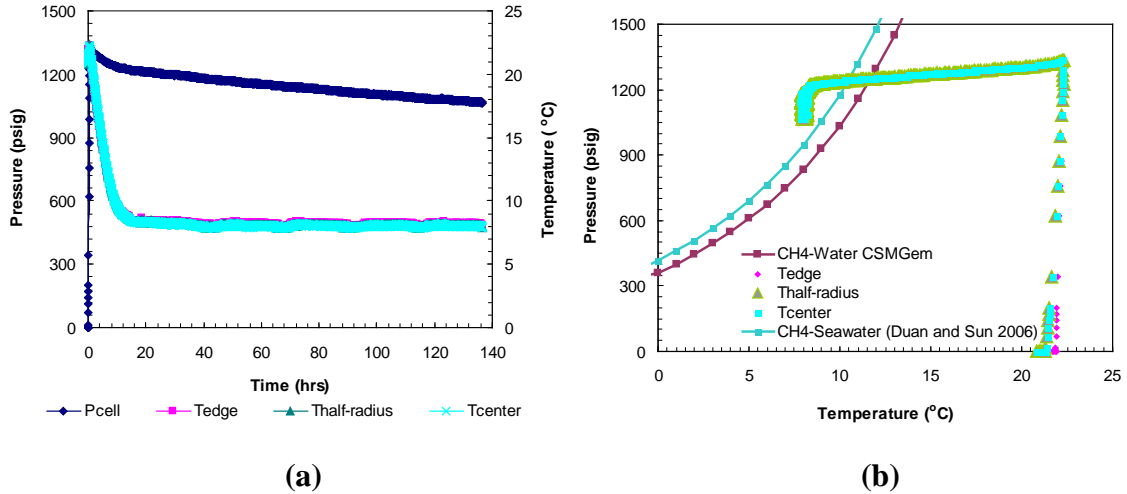 1500
1200
900
600
300
0
Pressure (psig)
25
20
15
10
5
0
Temperature ( °C)
0 20 40 60 80 100 120 140
Time (hrs)
Pcell Tedge Thalf-radius Tcenter
(a)
1500
1200
900
600
300
0
Pressure (psig)
CH4-Water CSMGem
Tedge
Thalf-radius
Tcenter
CH4-Seawater (Duan and Sun 2006)
0 5 10 15 20 25
Temperature (°C)
(b)